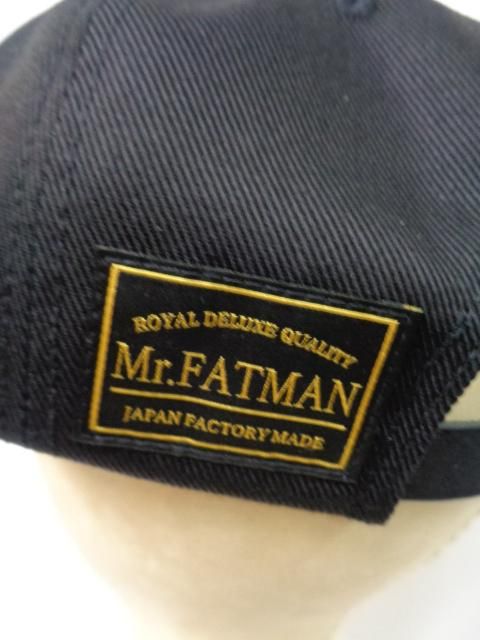 ROYAL DELUXE QUALITY
Mr.FATMAN
JAPAN FACTORY MADE